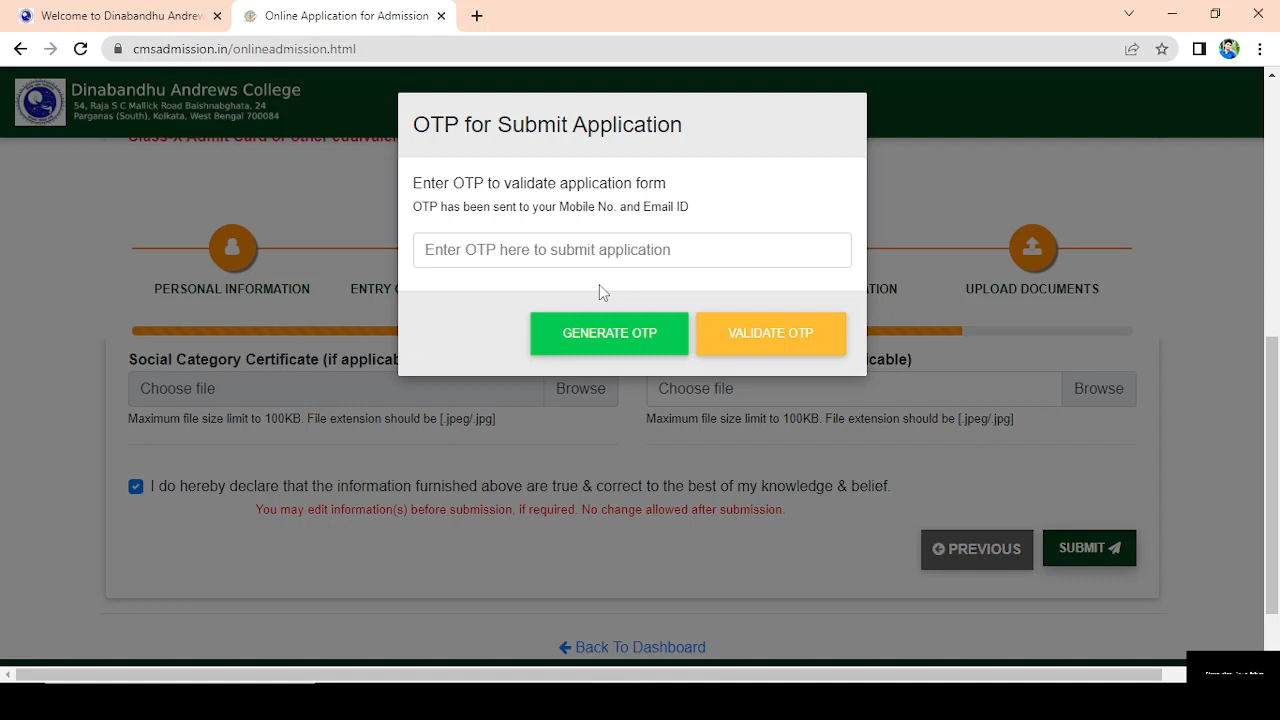 Welcome to Dinabandhu Andrew
Online Application for Admission
cmsadmission.in/onlineadmission.html
Dinabandhu Andrews College
54, Raja S C Mallick Road Baishnabghata, 24
Parganas (South), Kolkata, West Bengal 700084
OTP for Submit Application
Enter OTP to validate application form
OTP has been sent to your Mobile No. and Email ID
Enter OTP here to submit application
GENERATE OTP
VALIDATE OTP
PERSONAL INFORMATION
ENTRY
UPLOAD DOCUMENTS
Social Category Certificate (if applicab
Choose file
Browse
Choose file
Browse
Maximum file size limit to 100KB. File extension should be [.jpeg/.jpg]
Maximum file size limit to 100KB. File extension should be [.jpeg/.jpg]
I do hereby declare that the information furnished above are true & correct to the best of my knowledge & belief.
You may edit information(s) before submission, if required. No change allowed after submission.
PREVIOUS
SUBMIT
Back To Dashboard